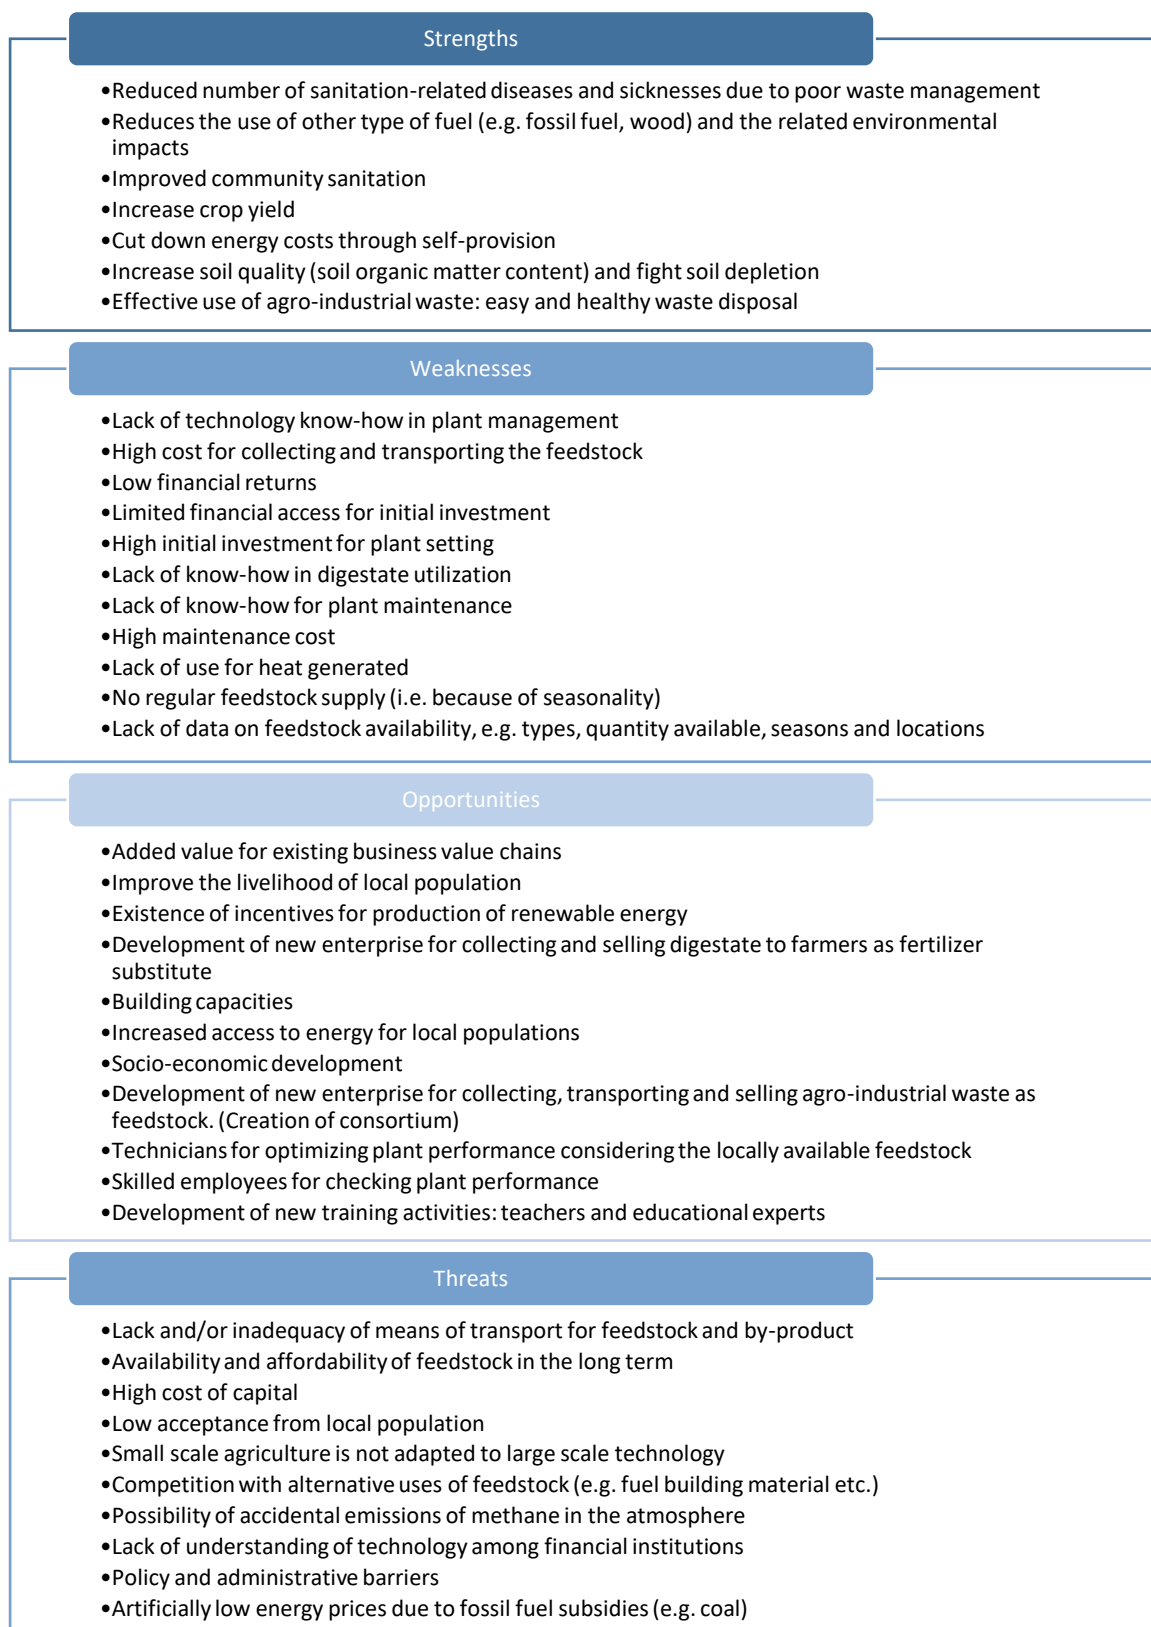 Strengths
•Reduced number of sanitation-related diseases and sicknesses due to poor waste management
•Reduces the use of other type of fuel (e.g. fossil fuel, wood) and the related environmental
impacts
•Improved community sanitation
•Increase crop yield
•Cut down energy costs through self-provision
•Increase soil quality (soil organic matter content) and fight soil depletion
•Effective use of agro-industrial waste: easy and healthy waste disposal
Weaknesses
•Lack of technology know-how in plant management
•High cost for collecting and transporting the feedstock
•Low financial returns
•Limited financial access for initial investment
•High initial investment for plant setting
•Lack of know-how in digestate utilization
•Lack of know-how for plant maintenance
•High maintenance cost
•Lack of use for heat generated
•No regular feedstock supply (i.e. because of seasonality)
•Lack of data on feedstock availability, e.g. types, quantity available, seasons and locations
Opportunities
•Added value for existing business value chains
•Improve the livelihood of local population
•Existence of incentives for production of renewable energy
•Development of new enterprise for collecting and selling digestate to farmers as fertilizer
substitute
•Building capacities
•Increased access to energy for local populations
•Socio-economic development
•Development of new enterprise for collecting, transporting and selling agro-industrial waste as
feedstock. (Creation of consortium)
•Technicians for optimizing plant performance considering the locally available feedstock
•Skilled employees for checking plant performance
•Development of new training activities: teachers and educational experts
Threats
•Lack and/or inadequacy of means of transport for feedstock and by-product
•Availability and affordability of feedstock in the long term
•High cost of capital
•Low acceptance from local population
•Small scale agriculture is not adapted to large scale technology
•Competition with alternative uses of feedstock (e.g. fuel building material etc.)
•Possibility of accidental emissions of methane in the atmosphere
•Lack of understanding of technology among financial institutions
•Policy and administrative barriers
•Artificially low energy prices due to fossil fuel subsidies (e.g. coal)